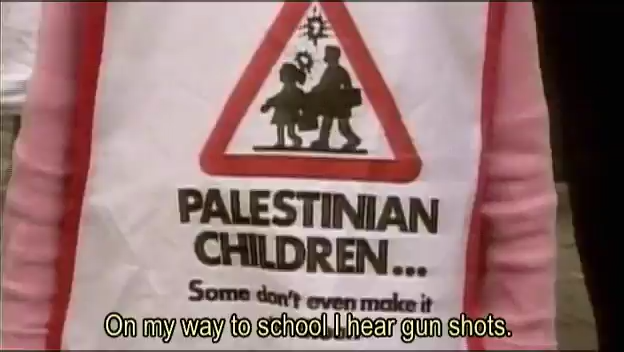 PALESTINIAN
CHILDREN...
Some don't even make it
On my way to school I hear gun shots.